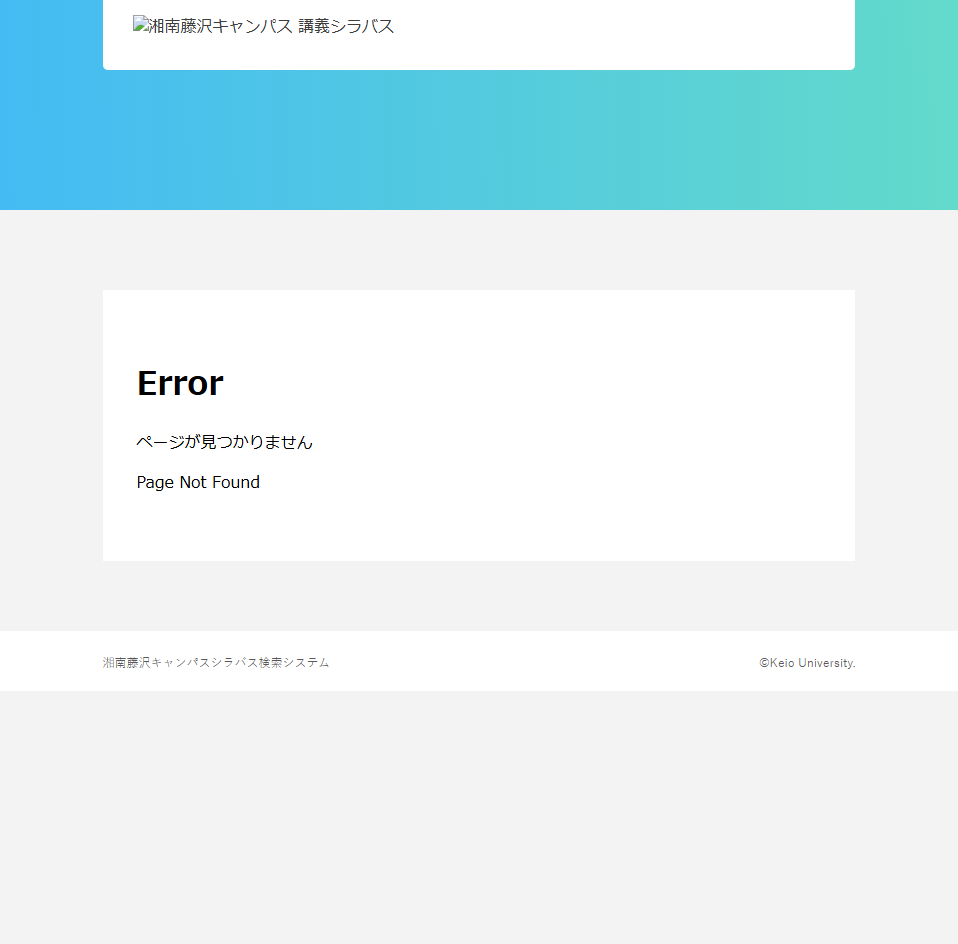 湘南藤沢キャンパス 講義シラバス
Error
ページが見つかりません
Page Not Found
湘南藤沢キャンパスシラバス検索システム
©Keio University.